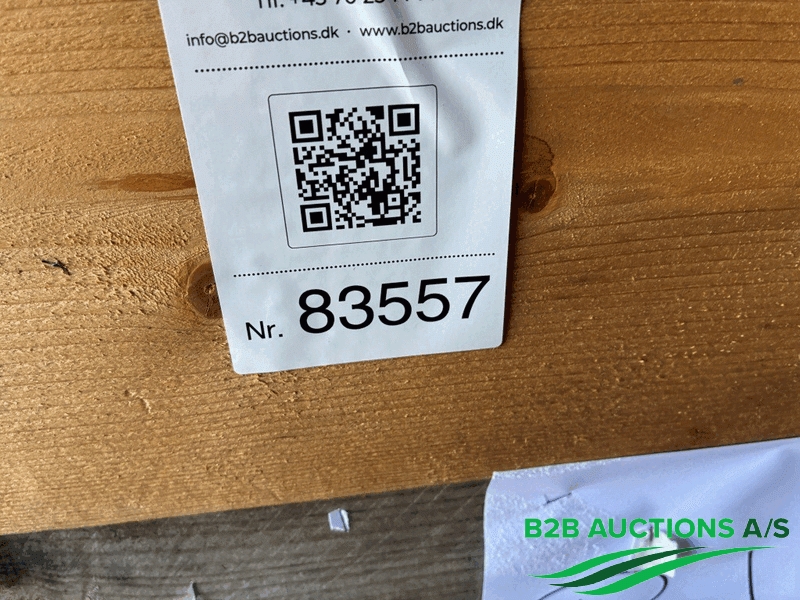 info@b2bauctions.dk · www.b2bauctions.dk
Nr. 83557
B2B AUCTIONS A/S